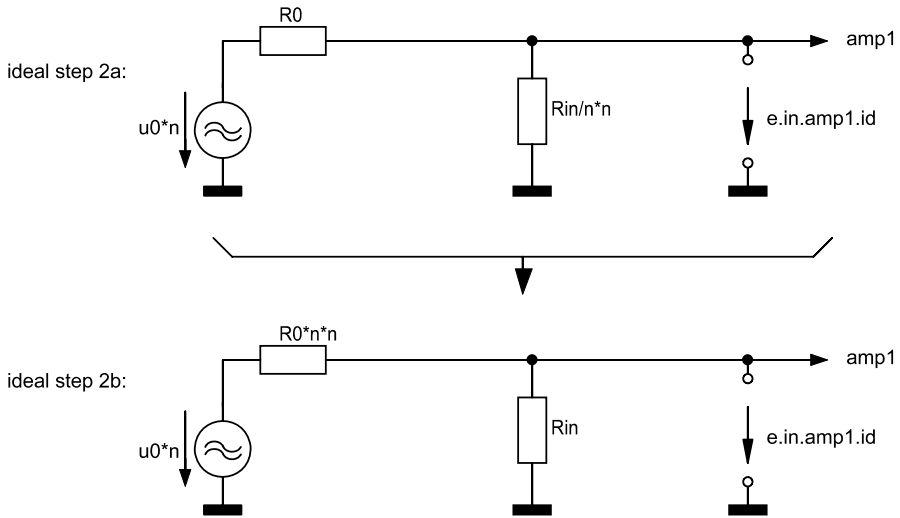 R0
amp1
ideal step 2a:
u0*n
Rin/n*n
e.in.amp1.id
R0*n*n
amp1
ideal step 2b:
u0*n
Rin
e.in.amp1.id